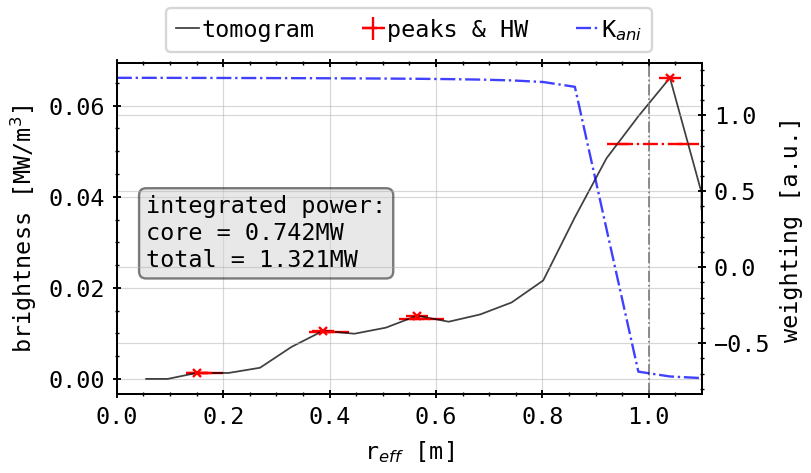 tomogram peaks & HW K_ani
brightness [MW/m³]
0.06
0.04
0.02
0.00
integrated power:
core = 0.742MW
total = 1.321MW
1.0
0.5
0.0
−0.5
weighting [a.u.]
0.0 0.2 0.4 0.6 0.8 1.0
r_eff [m]